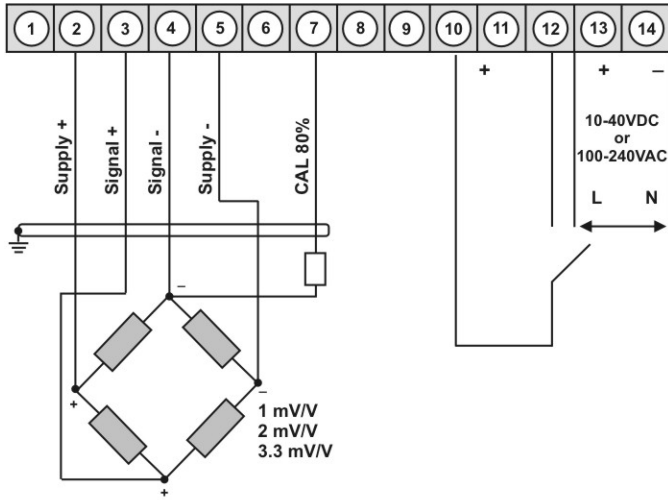 1 2 3 4 5 6 7 8 9 10 11 12 13 14
+ + –
Supply +
Signal +
Signal -
Supply -
CAL 80%
10-40VDC
or
100-240VAC
L N
–
+ –
1 mV/V
2 mV/V
3.3 mV/V
+